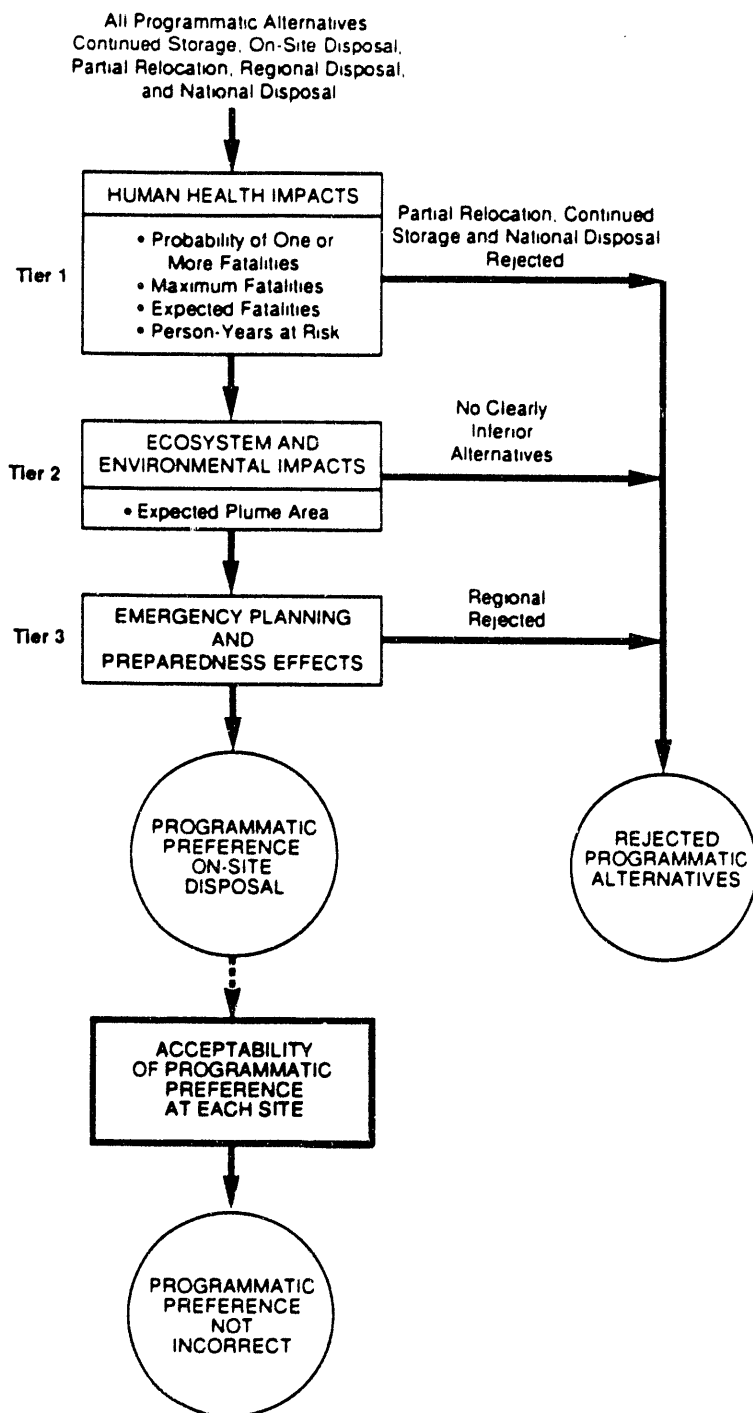 All Programmatic Alternatives
Continued Storage, On-Site Disposal,
Partial Relocation, Regional Disposal,
and National Disposal
HUMAN HEALTH IMPACTS
• Probability of One or
More Fatalities
• Maximum Fatalities
• Expected Fatalities
• Person-Years at Risk
Tier 1
Partial Relocation, Continued
Storage and National Disposal
Rejected
ECOSYSTEM AND
ENVIRONMENTAL IMPACTS
• Expected Plume Area
Tier 2
No Clearly
Inferior
Alternatives
EMERGENCY PLANNING
AND
PREPAREDNESS EFFECTS
Tier 3
Regional
Rejected
PROGRAMMATIC
PREFERENCE
ON-SITE
DISPOSAL
REJECTED
PROGRAMMATIC
ALTERNATIVES
ACCEPTABILITY
OF PROGRAMMATIC
PREFERENCE
AT EACH SITE
PROGRAMMATIC
PREFERENCE
NOT
INCORRECT